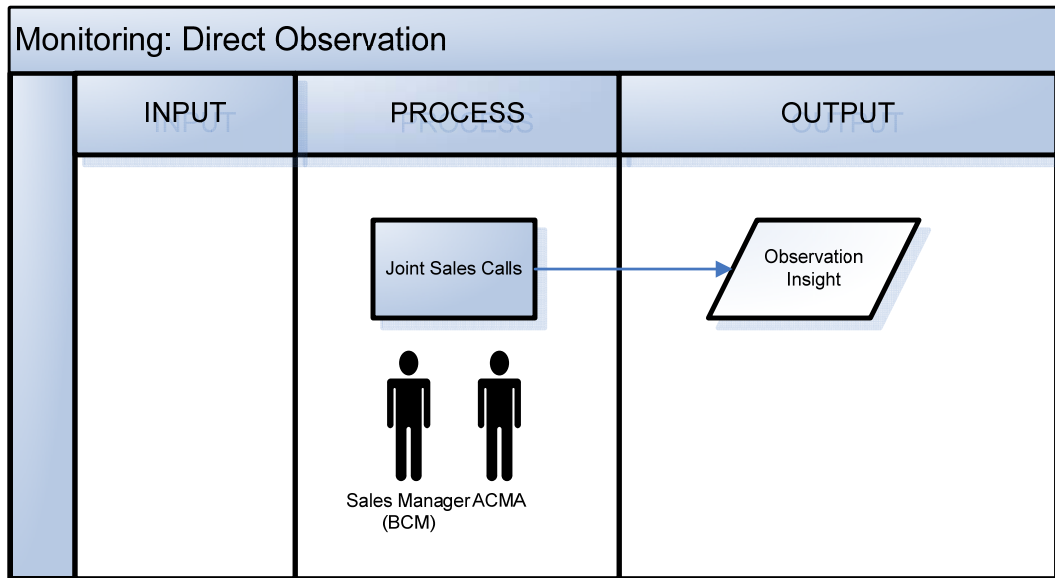 Monitoring: Direct Observation
INPUT
PROCESS
OUTPUT
Joint Sales Calls
Observation
Insight
Sales Manager
(BCM)
ACMA